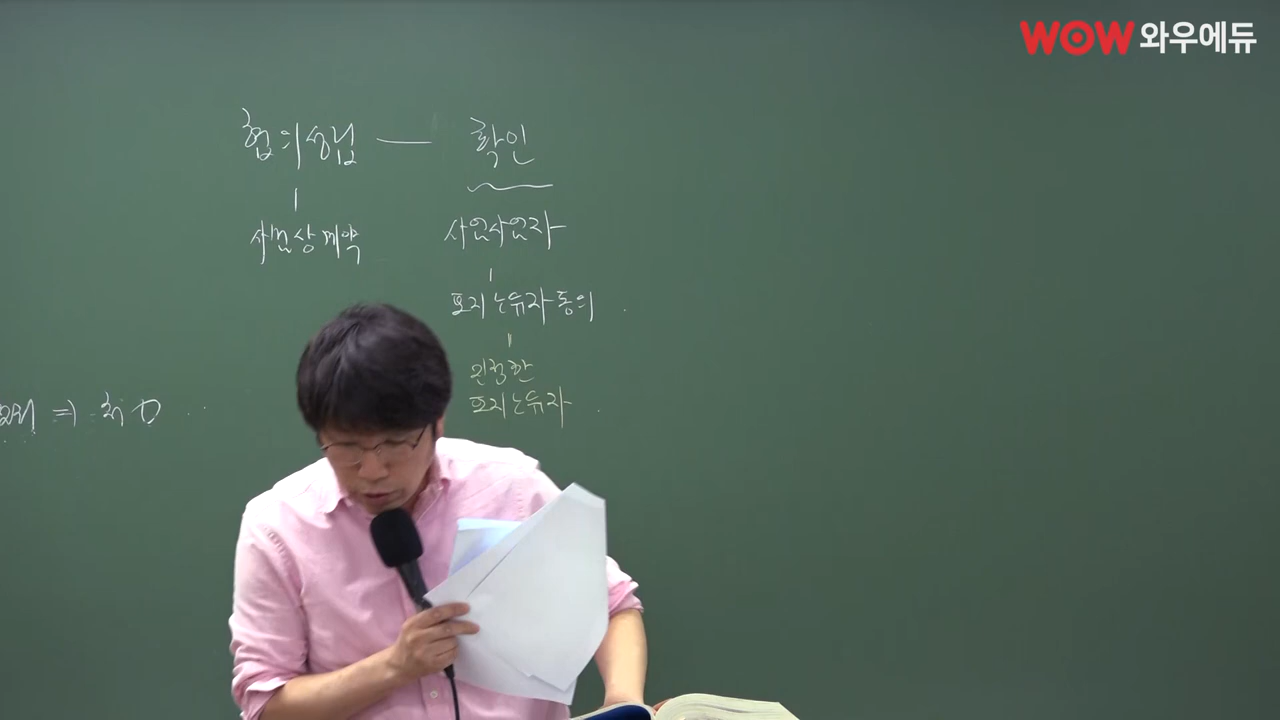 WOW 와우에듀
협의성립 — 확인
사법상 계약
사업시행자
토지소유자 동의
진정한
토지소유자